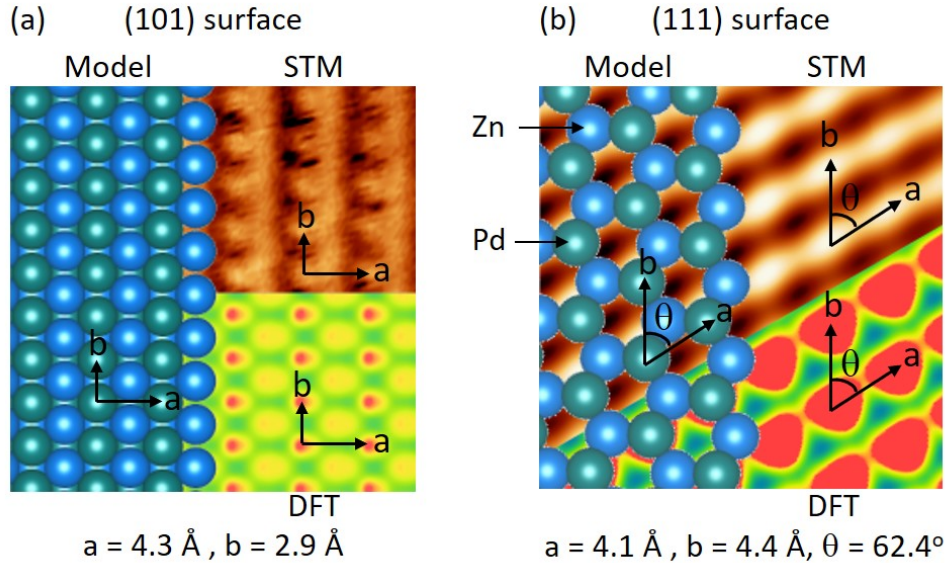 (a) (101) surface
Model STM
b
a
b
a
b
a
DFT
a = 4.3 Å , b = 2.9 Å
(b) (111) surface
Model STM
Zn
b
θ
a
Pd
b
θ
a
b
θ
a
DFT
a = 4.1 Å , b = 4.4 Å, θ = 62.4°